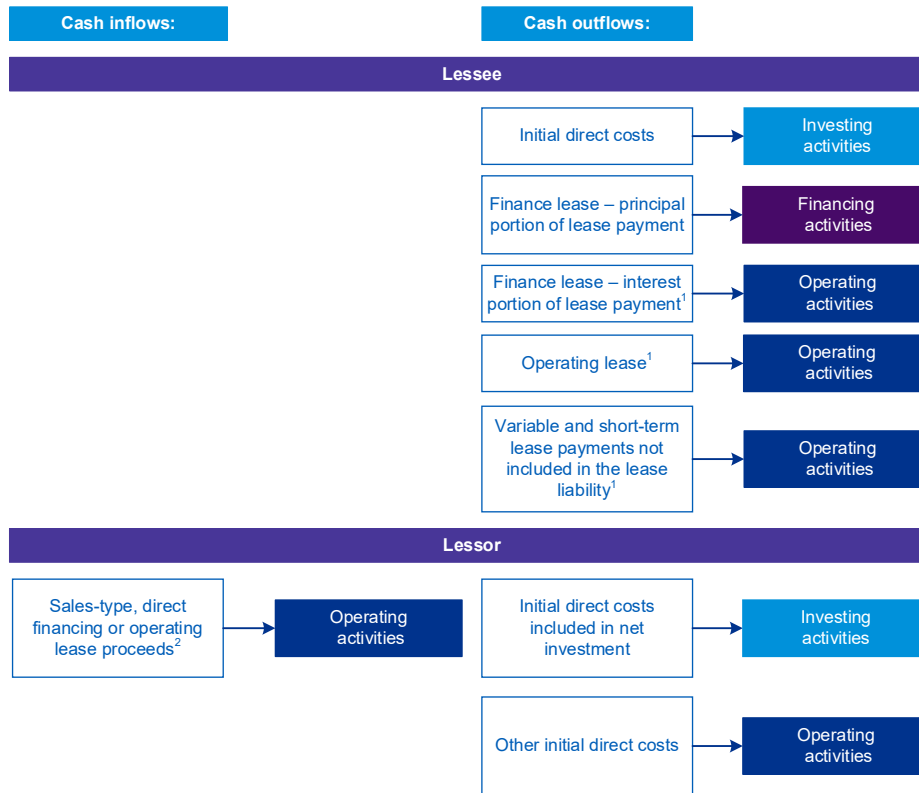 Cash inflows:
Cash outflows:
Lessee
Initial direct costs
Investing
activities
Finance lease – principal
portion of lease payment
Financing
activities
Finance lease – interest
portion of lease payment1
Operating
activities
Operating lease1
Operating
activities
Variable and short-term
lease payments not
included in the lease
liability1
Operating
activities
Lessor
Sales-type, direct
financing or operating
lease proceeds2
Operating
activities
Initial direct costs
included in net
investment
Investing
activities
Other initial direct costs
Operating
activities